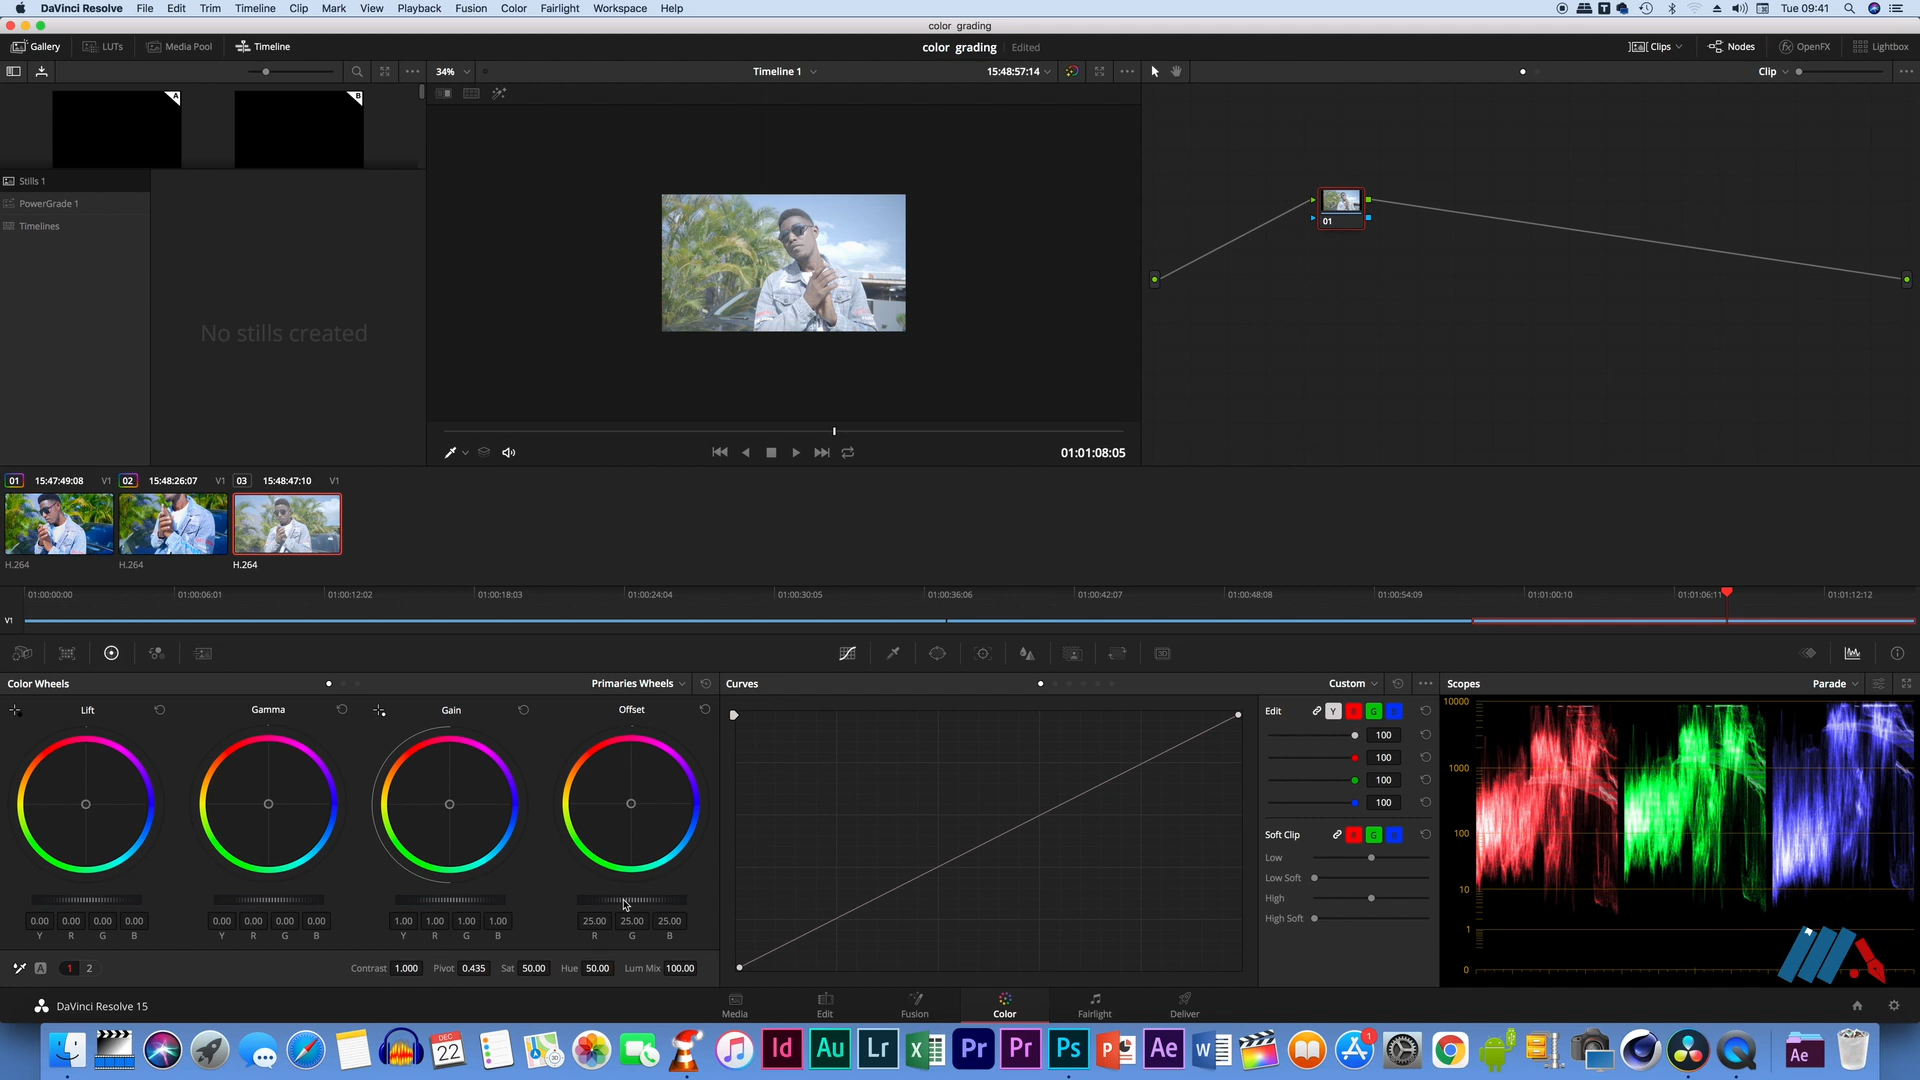 DaVinci Resolve File Edit Trim Timeline Clip Mark View Playback Fusion Color Fairlight Workspace Help Tue 09:41
color grading
Gallery LUTs Media Pool Timeline color grading Edited Clips Nodes OpenFX Lightbox
34% Timeline 1 15:48:57:14 Clip
A B
Stills 1
PowerGrade 1
Timelines
No stills created
01
01:01:08:05
01 15:47:49:08 V1 02 15:48:26:07 V1 03 15:48:47:10 V1
H.264 H.264 H.264
01:00:00:00 01:00:06:01 01:00:12:02 01:00:18:03 01:00:24:04 01:00:30:05 01:00:36:06 01:00:42:07 01:00:48:08 01:00:54:09 01:01:00:10 01:01:06:11 01:01:12:12
V1
3D
Color Wheels Primaries Wheels Curves Custom Scopes Parade
Lift Gamma Gain Offset
Edit Y R G B
100
100
100
100
Soft Clip R G B
Low
Low Soft
High
High Soft
10000
1000
100
10
1
0
0.00 0.00 0.00 0.00 0.00 0.00 0.00 0.00 1.00 1.00 1.00 1.00 25.00 25.00 25.00
Y R G B Y R G B Y R G B R G B
A 1 2 Contrast 1.000 Pivot 0.435 Sat 50.00 Hue 50.00 Lum Mix 100.00
DaVinci Resolve 15 Media Edit Fusion Color Fairlight Deliver
DEC 22 Id Au Lr X Pr Pr Ps P Ae W 1 Ae